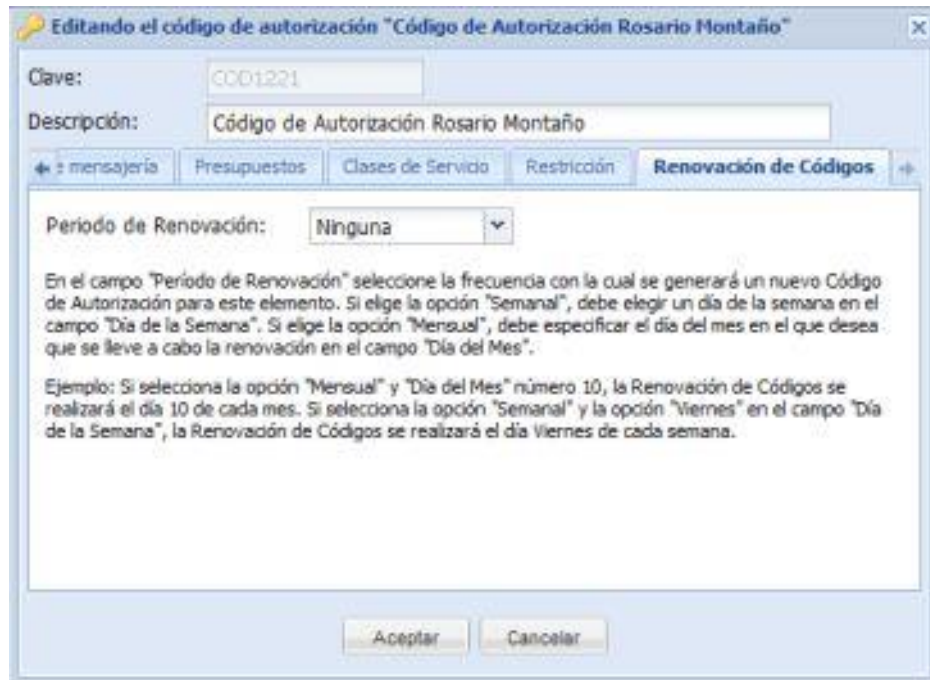 Editando el código de autorización "Código de Autorización Rosario Montaño"
Clave: COD1221
Descripción: Código de Autorización Rosario Montaño
mensajería Presupuestos Clases de Servicio Restricción Renovación de Códigos
Periodo de Renovación: Ninguna
En el campo "Período de Renovación" seleccione la frecuencia con la cual se generará un nuevo Código
de Autorización para este elemento. Si elige la opción "Semanal", debe elegir un día de la semana en el
campo "Día de la Semana". Si elige la opción "Mensual", debe especificar el día del mes en el que desea
que se lleve a cabo la renovación en el campo "Día del Mes".
Ejemplo: Si selecciona la opción "Mensual" y "Día del Mes" número 10, la Renovación de Códigos se
realizará el día 10 de cada mes. Si selecciona la opción "Semanal" y la opción "Viernes" en el campo "Día
de la Semana", la Renovación de Códigos se realizará el día Viernes de cada semana.
Aceptar Cancelar